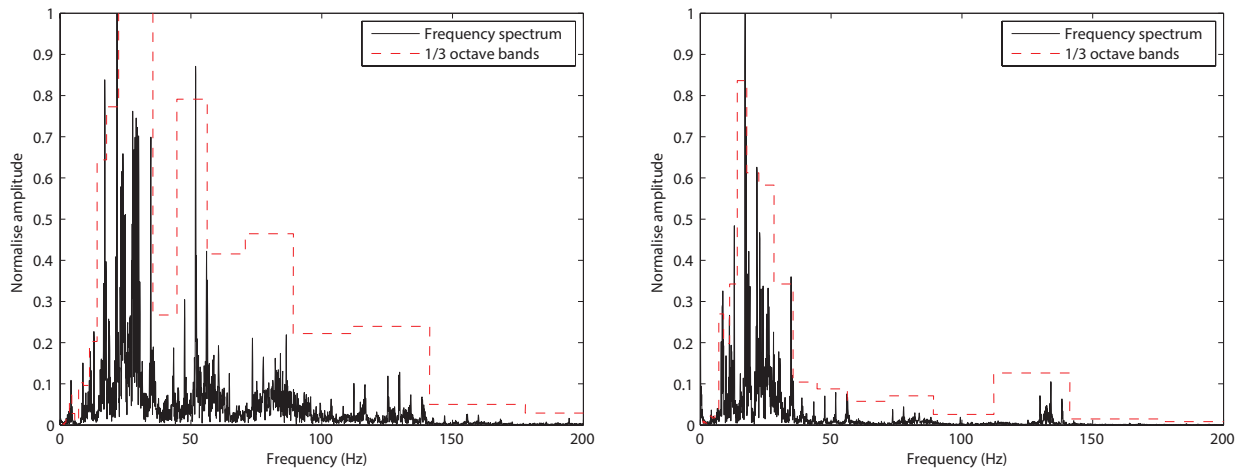 1
0.9
0.8
0.7
0.6
0.5
0.4
0.3
0.2
0.1
0
Normalise amplitude
0 50 100 150 200
Frequency (Hz)
Frequency spectrum
1/3 octave bands
1
0.9
0.8
0.7
0.6
0.5
0.4
0.3
0.2
0.1
0
Normalise amplitude
0 50 100 150 200
Frequency (Hz)
Frequency spectrum
1/3 octave bands